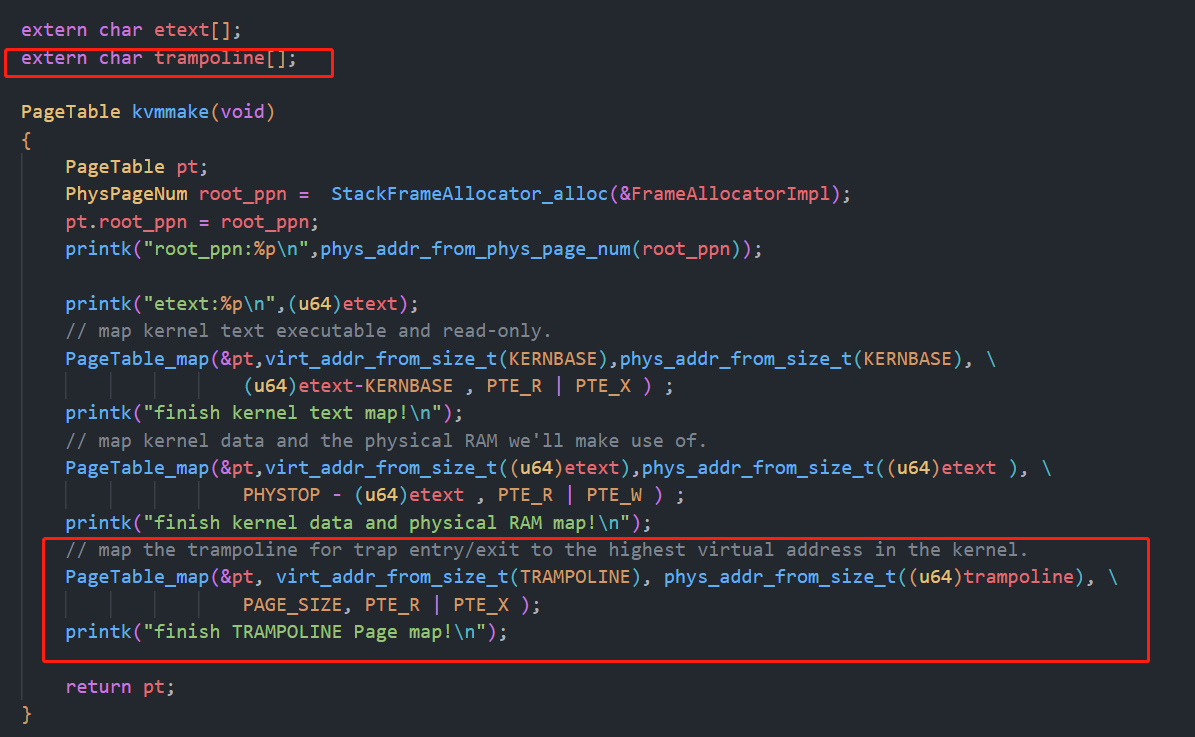 extern char etext[];
extern char trampoline[];
PageTable kvmmake(void)
{
PageTable pt;
PhysPageNum root_ppn =  StackFrameAllocator_alloc(&FrameAllocatorImpl);
pt.root_ppn = root_ppn;
printk("root_ppn:%p\n",phys_addr_from_phys_page_num(root_ppn));
printk("etext:%p\n",(u64)etext);
// map kernel text executable and read-only.
PageTable_map(&pt,virt_addr_from_size_t(KERNBASE),phys_addr_from_size_t(KERNBASE), \
(u64)etext-KERNBASE , PTE_R | PTE_X ) ;
printk("finish kernel text map!\n");
// map kernel data and the physical RAM we'll make use of.
PageTable_map(&pt,virt_addr_from_size_t((u64)etext),phys_addr_from_size_t((u64)etext ), \
PHYSTOP - (u64)etext , PTE_R | PTE_W ) ;
printk("finish kernel data and physical RAM map!\n");
// map the trampoline for trap entry/exit to the highest virtual address in the kernel.
PageTable_map(&pt, virt_addr_from_size_t(TRAMPOLINE), phys_addr_from_size_t((u64)trampoline), \
PAGE_SIZE, PTE_R | PTE_X );
printk("finish TRAMPOLINE Page map!\n");
return pt;
}